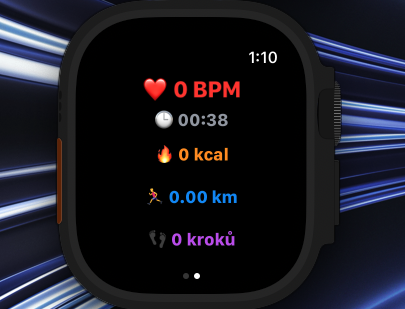 1:10
❤️ 0 BPM
🕒 00:38
🔥 0 kcal
🏃 0.00 km
👣 0 kroků